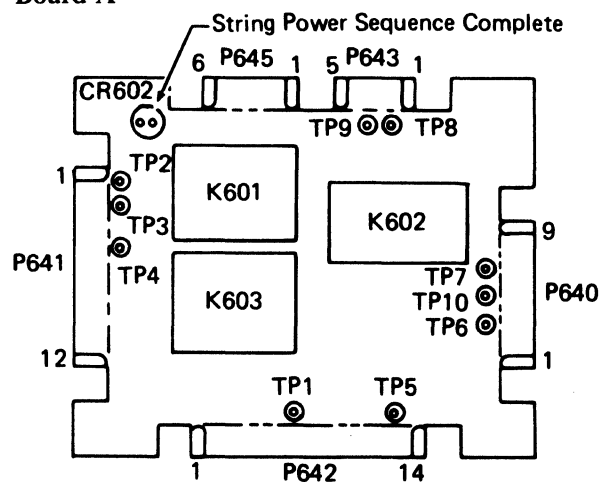 Board A
String Power Sequence Complete
6 P645 1 5 P643 1
CR602
TP9 TP8
TP2
1
K601
K602
TP3
9
P641
TP4
TP7
P640
K603
TP10
TP6
12
1
TP1 TP5
1 P642 14